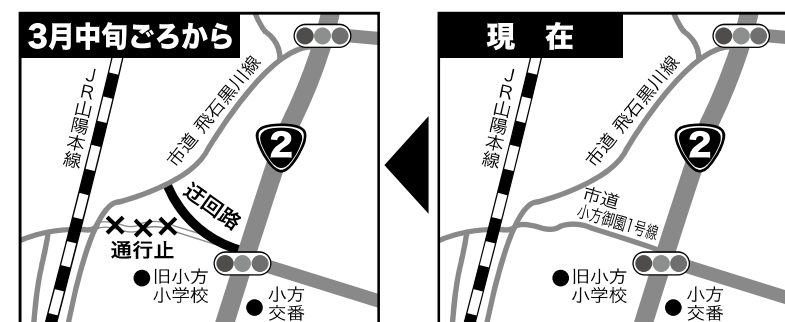 3月中旬ごろから
JR山陽本線
市道 飛石黒川線
2
迂回路
通行止
旧小方
小学校
小方
交番
現 在
JR山陽本線
市道 飛石黒川線
2
市道
小方御園1号線
旧小方
小学校
小方
交番